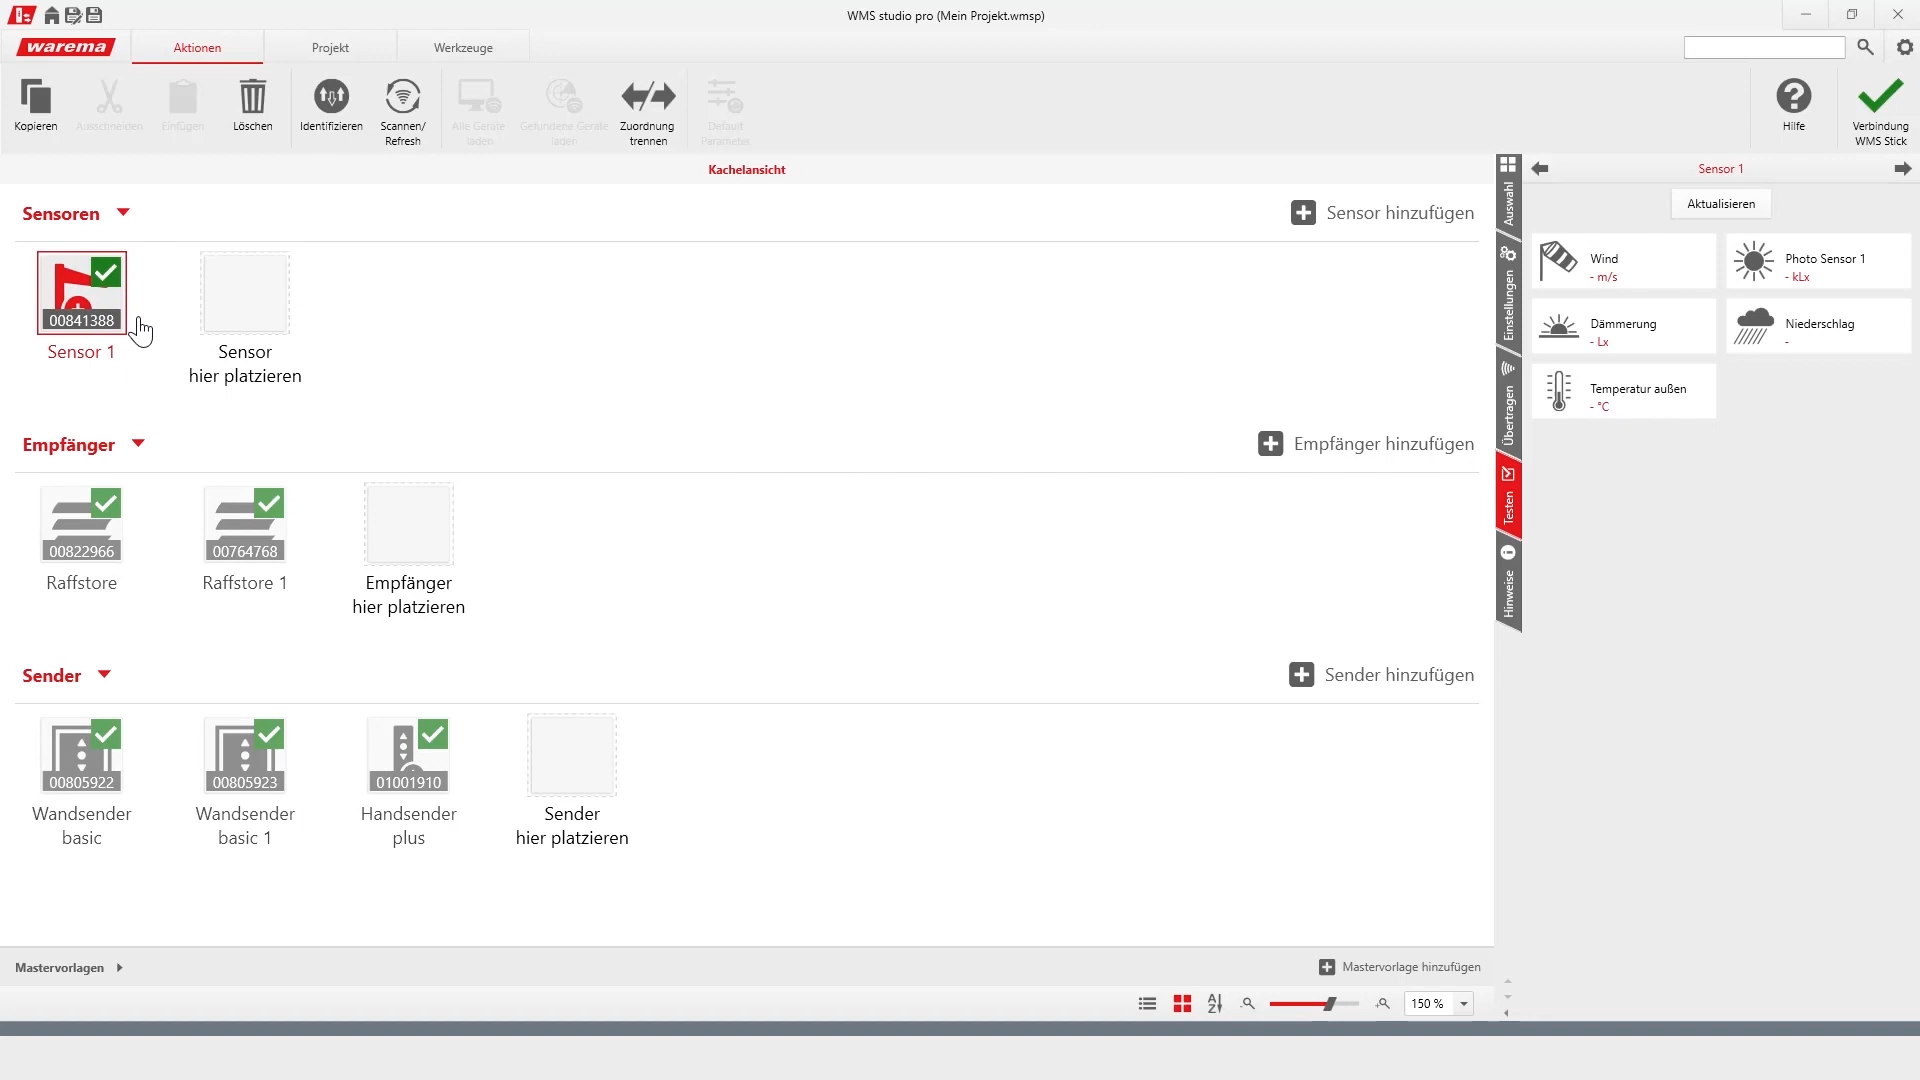 WMS studio pro (Mein Projekt.wmsp)
warema
Aktionen
Projekt
Werkzeuge
Kopieren
Ausschneiden
Einfügen
Löschen
Identifizieren
Scannen/
Refresh
Alle Geräte
laden
Gefundene Geräte
laden
Zuordnung
trennen
Default
Parameter
Hilfe
Verbindung
WMS Stick
Kachelansicht
Sensoren
Sensor hinzufügen
00841388
Sensor 1
Sensor
hier platzieren
Empfänger
Empfänger hinzufügen
00822966
Raffstore
00764768
Raffstore 1
Empfänger
hier platzieren
Sender
Sender hinzufügen
00805922
Wandsender
basic
00805923
Wandsender
basic 1
01001910
Handsender
plus
Sender
hier platzieren
Mastervorlagen
Mastervorlage hinzufügen
150 %
Auswahl
Einstellungen
Übertragen
Testen
Hinweise
Sensor 1
Aktualisieren
Wind
- m/s
Photo Sensor 1
- kLx
Dämmerung
- Lx
Niederschlag
-
Temperatur außen
- °C